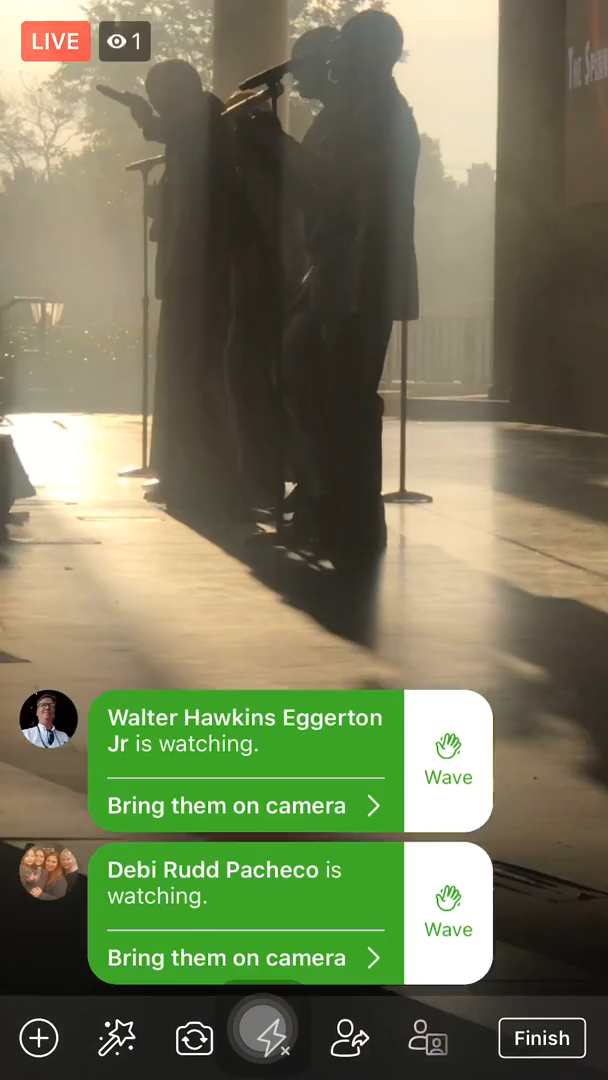 LIVE
1
THE
Walter Hawkins Eggerton
Jr is watching.
Wave
Bring them on camera
Debi Rudd Pacheco is
watching.
Wave
Bring them on camera
Finish